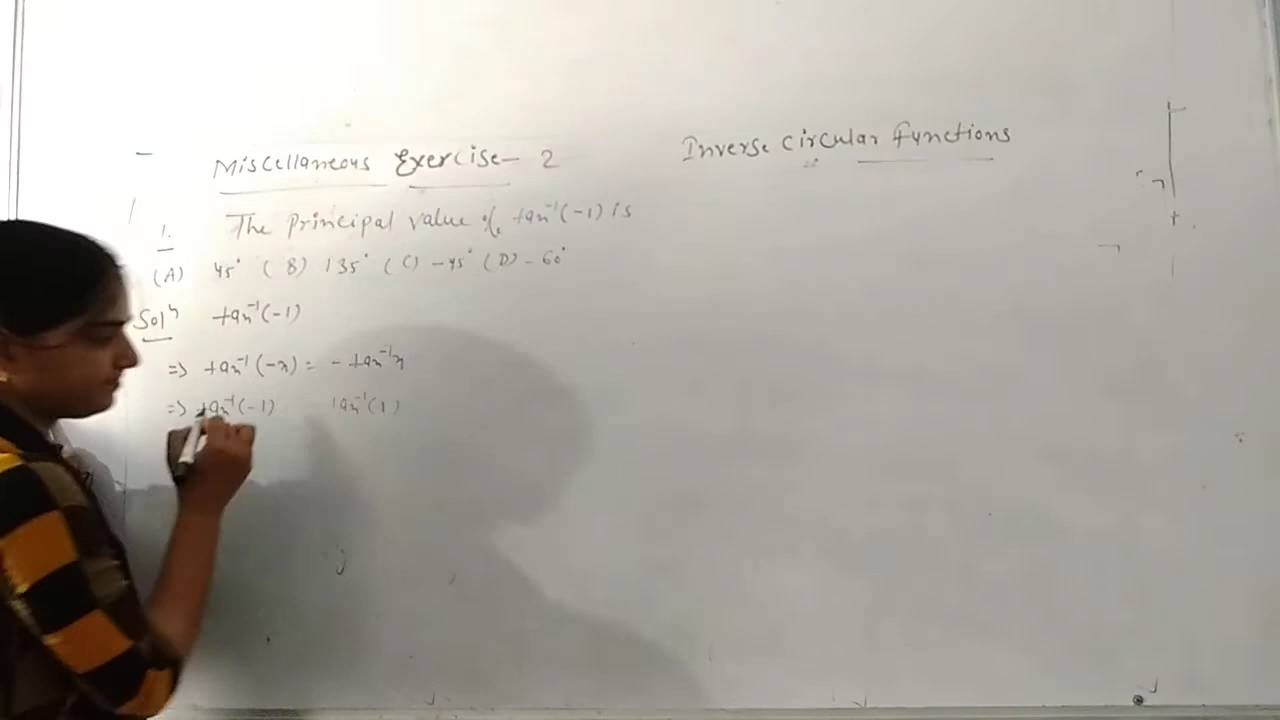 Miscellaneous Exercise - 2
Inverse circular functions
1. The principal value of tan⁻¹(-1) is
(A) 45° (B) 135° (C) -45° (D) -60°
Solⁿ tan⁻¹(-1)
=> tan⁻¹(-x) = - tan⁻¹x
=> tan⁻¹(-1) tan⁻¹(1)